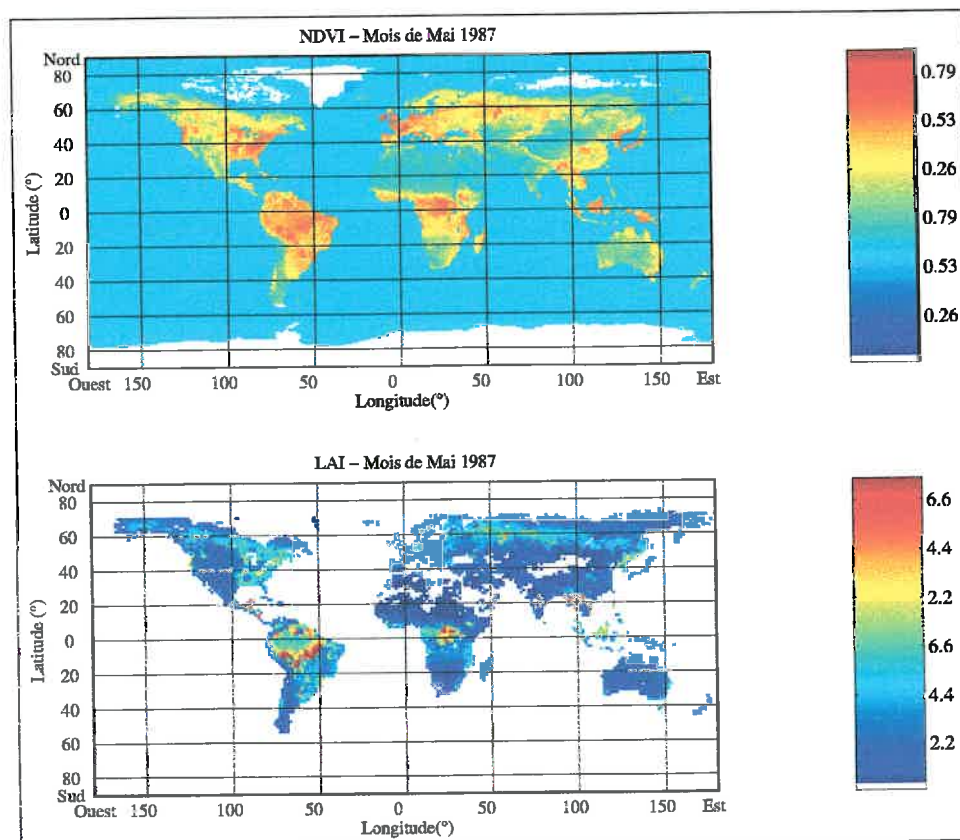 NDVI – Mois de Mai 1987
Nord
80
60
40
20
0
20
40
60
80
Sud
Latitude (°)
Ouest 150 100 50 0 50 100 150 Est
Longitude(°)
0.79
0.53
0.26
0.79
0.53
0.26
LAI – Mois de Mai 1987
Nord
80
60
40
20
0
20
40
60
80
Sud
Latitude (°)
Ouest 150 100 50 0 50 100 150 Est
Longitude(°)
6.6
4.4
2.2
6.6
4.4
2.2